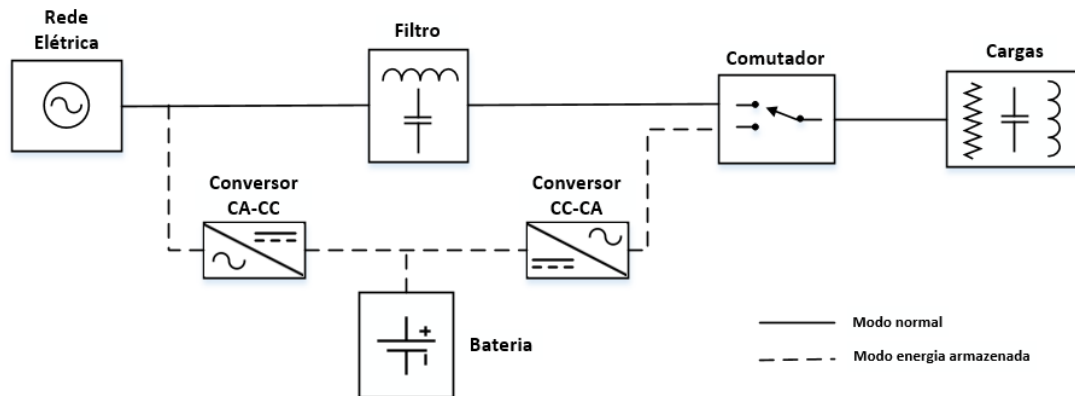 Rede
Elétrica
Filtro
Comutador
Cargas
Conversor
CA-CC
Conversor
CC-CA
Bateria
Modo normal
Modo energia armazenada